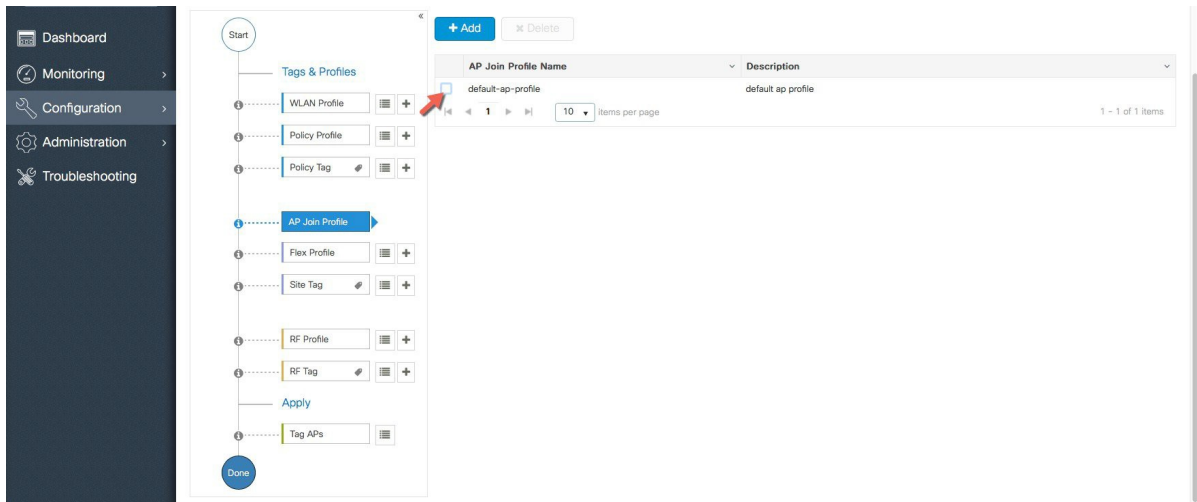 Dashboard
Monitoring
Configuration
Administration
Troubleshooting
Start
Tags & Profiles
WLAN Profile
Policy Profile
Policy Tag
AP Join Profile
Flex Profile
Site Tag
RF Profile
RF Tag
Apply
Tag APs
Done
Add
Delete
AP Join Profile Name
Description
default-ap-profile
default ap profile
1
10
items per page
1 - 1 of 1 items